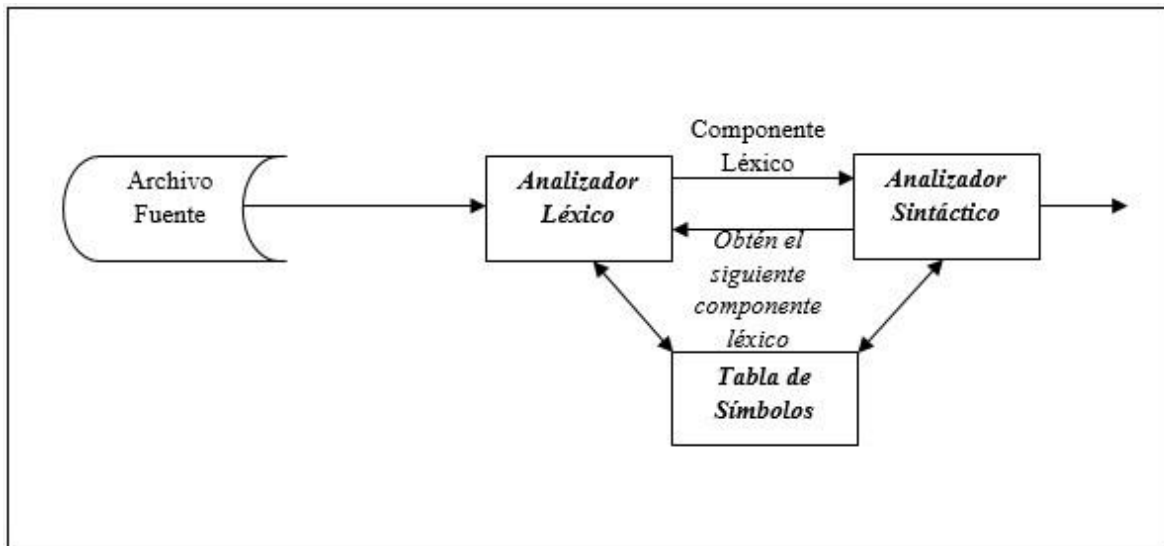 Archivo
Fuente
Analizador
Léxico
Componente
Léxico
Analizador
Sintáctico
Obtén el
siguiente
componente
léxico
Tabla de
Símbolos